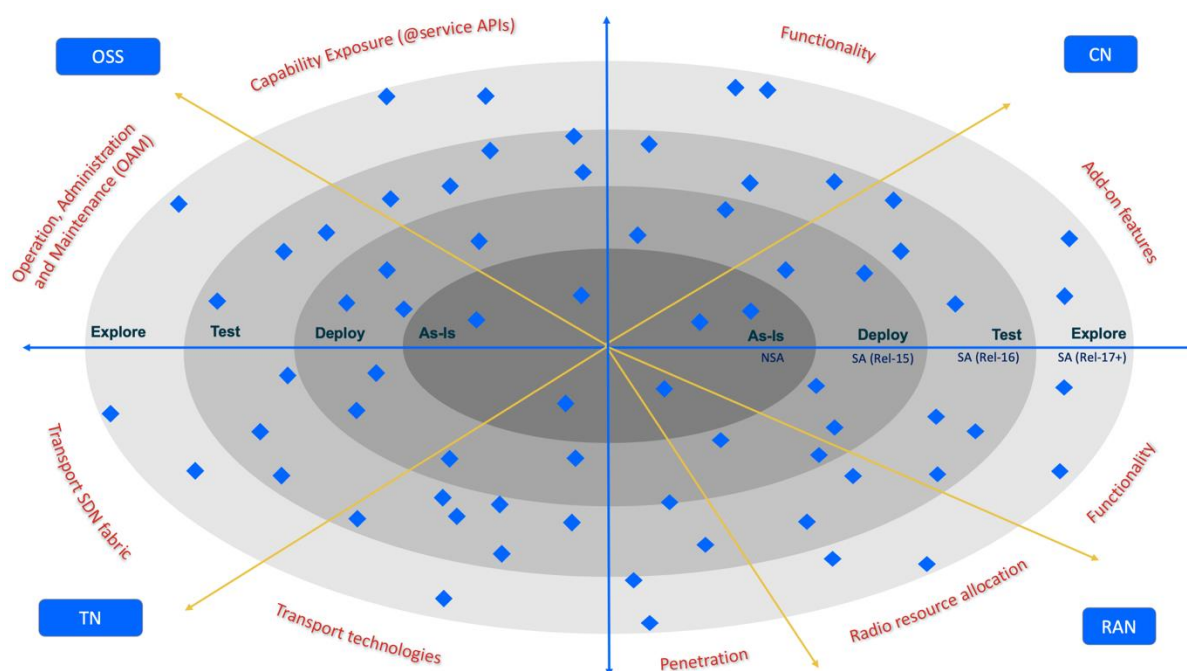 OSS
Capability Exposure (@service APIs)
Functionality
CN
Operation, Administration
and Maintenance (OAM)
Add-on features
Explore
Test
Deploy
As-Is
As-Is
Deploy
Test
Explore
NSA
SA (Rel-15)
SA (Rel-16)
SA (Rel-17+)
Transport SDN fabric
Functionality
TN
Transport technologies
Penetration
Radio resource allocation
RAN